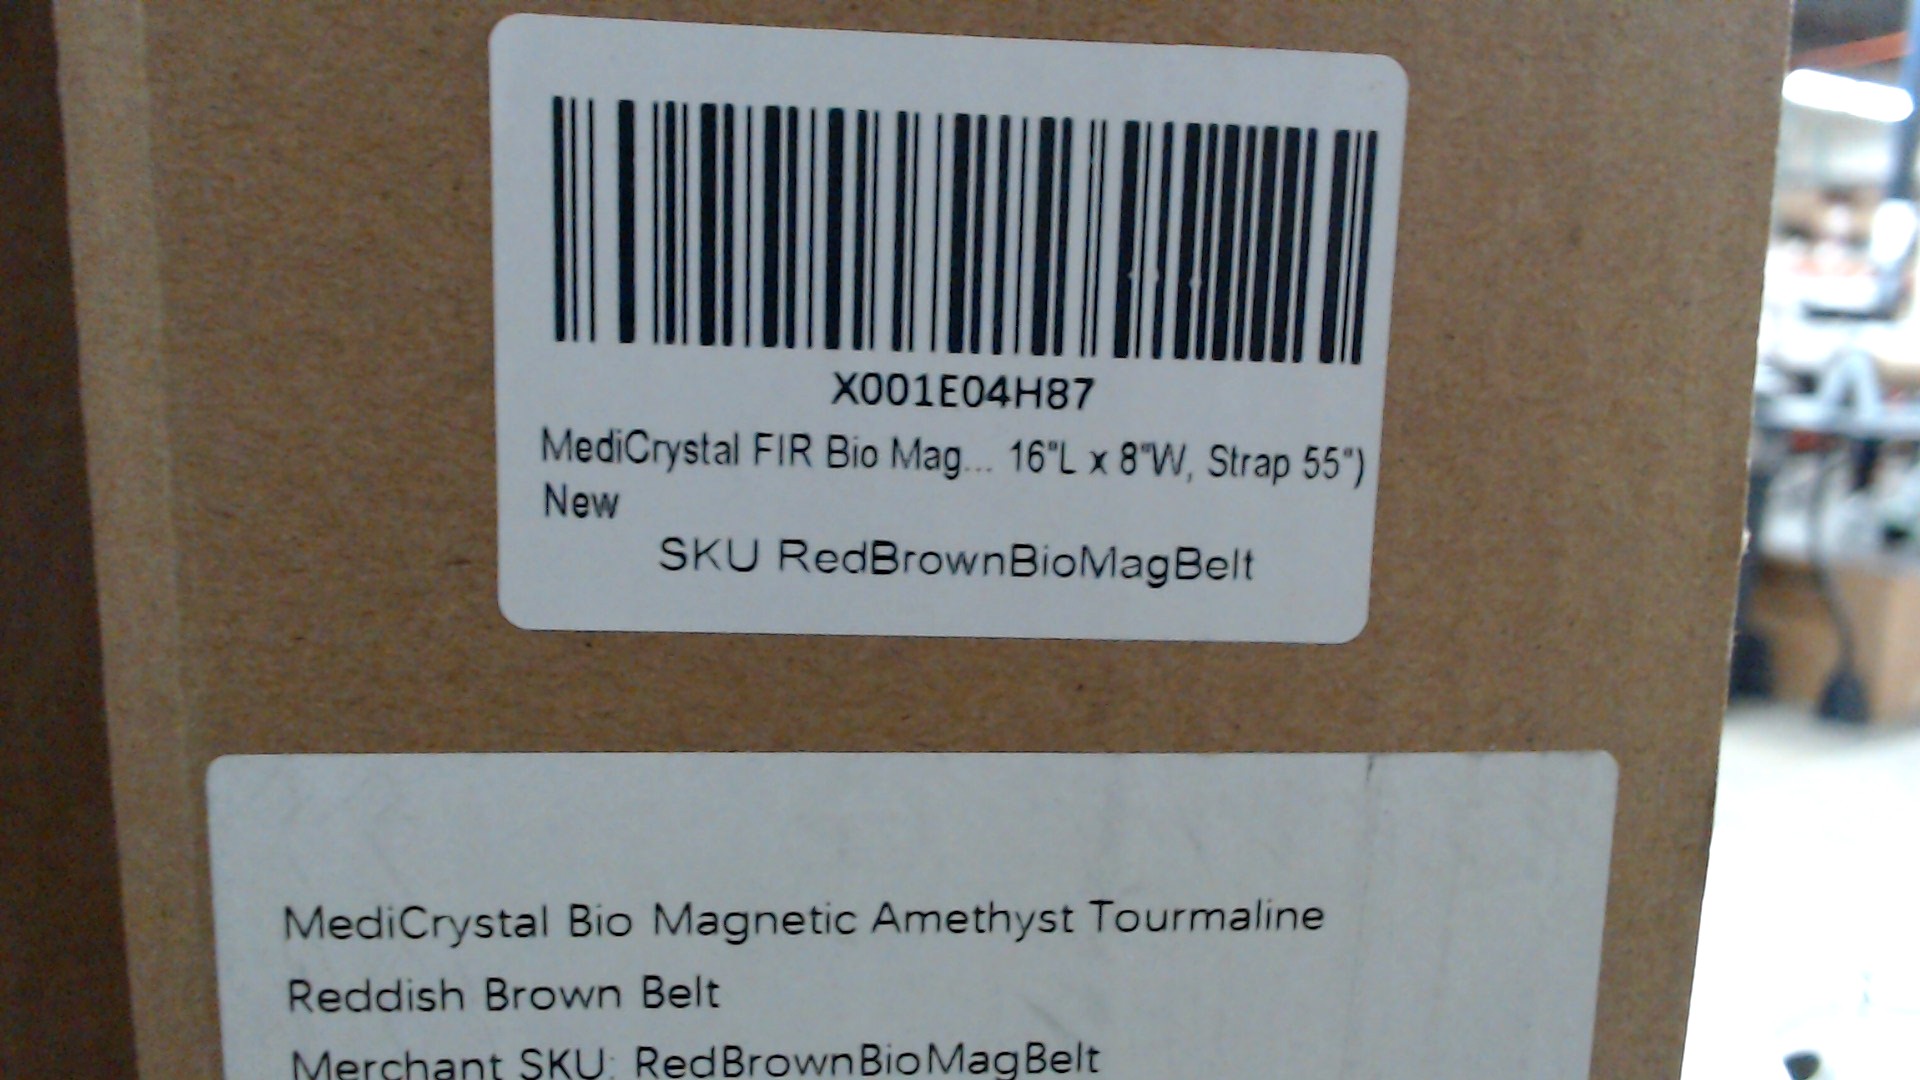 X001E04H87
MediCrystal FIR Bio Mag... 16"L x 8"W, Strap 55")
New
SKU RedBrownBioMagBelt
MediCrystal Bio Magnetic Amethyst Tourmaline
Reddish Brown Belt
Merchant SKU: RedBrownBioMagBelt